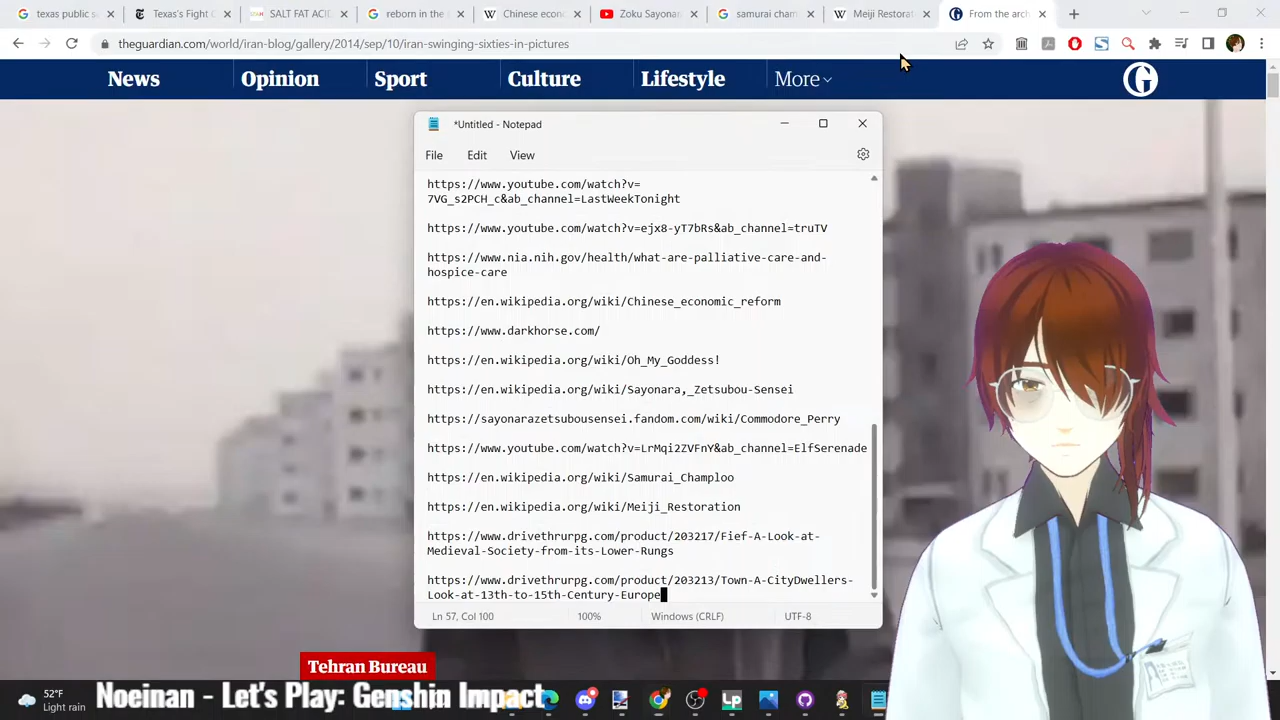 texas public s
Texas's Fight C
SALT FAT ACID
reborn in the
Chinese econ
Zoku Sayonar
samurai cham
Meiji Restorat
From the arch
theguardian.com/world/iran-blog/gallery/2014/sep/10/iran-swinging-sixties-in-pictures
News
Opinion
Sport
Culture
Lifestyle
More
*Untitled - Notepad
File
Edit
View
https://www.youtube.com/watch?v=
7VG_s2PCH_c&ab_channel=LastWeekTonight
https://www.youtube.com/watch?v=ejx8-yT7bRs&ab_channel=truTV
https://www.nia.nih.gov/health/what-are-palliative-care-and-
hospice-care
https://en.wikipedia.org/wiki/Chinese_economic_reform
https://www.darkhorse.com/
https://en.wikipedia.org/wiki/Oh_My_Goddess!
https://en.wikipedia.org/wiki/Sayonara,_Zetsubou-Sensei
https://sayonarazetsubousensei.fandom.com/wiki/Commodore_Perry
https://www.youtube.com/watch?v=LrMqi2ZVFnY&ab_channel=ElfSerenade
https://en.wikipedia.org/wiki/Samurai_Champloo
https://en.wikipedia.org/wiki/Meiji_Restoration
https://www.drivethrurpg.com/product/203217/Fief-A-Look-at-
Medieval-Society-from-its-Lower-Rungs
https://www.drivethrurpg.com/product/203213/Town-A-CityDwellers-
Look-at-13th-to-15th-Century-Europe
Ln 57, Col 100
100%
Windows (CRLF)
UTF-8
Tehran Bureau
52°F
Light rain
Noeinan - Let's Play: Genshin Impact